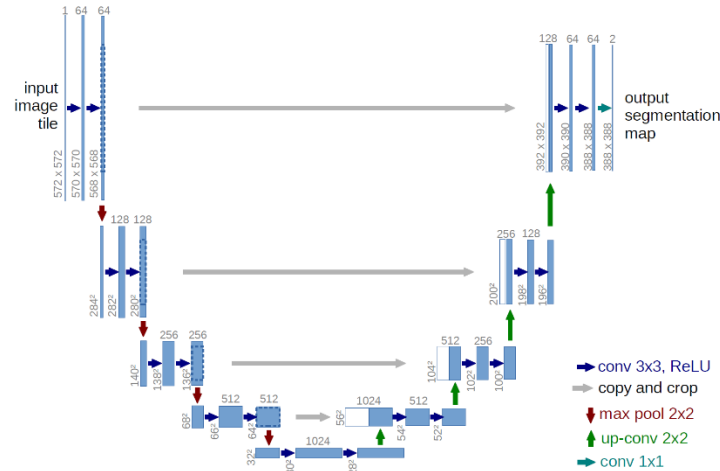 1 64 64
input
image
tile
572 x 572
570 x 570
568 x 568
128 64 64 2
output
segmentation
map
392 x 392
390 x 390
388 x 388
388 x 388
128 128
284²
282²
280²
256 128
200²
198²
196²
256 256
140²
138²
136²
512 256
104²
102²
100²
512 512
68²
66²
64²
1024 512
56²
54²
52²
1024
32²
conv 3x3, ReLU
copy and crop
max pool 2x2
up-conv 2x2
conv 1x1